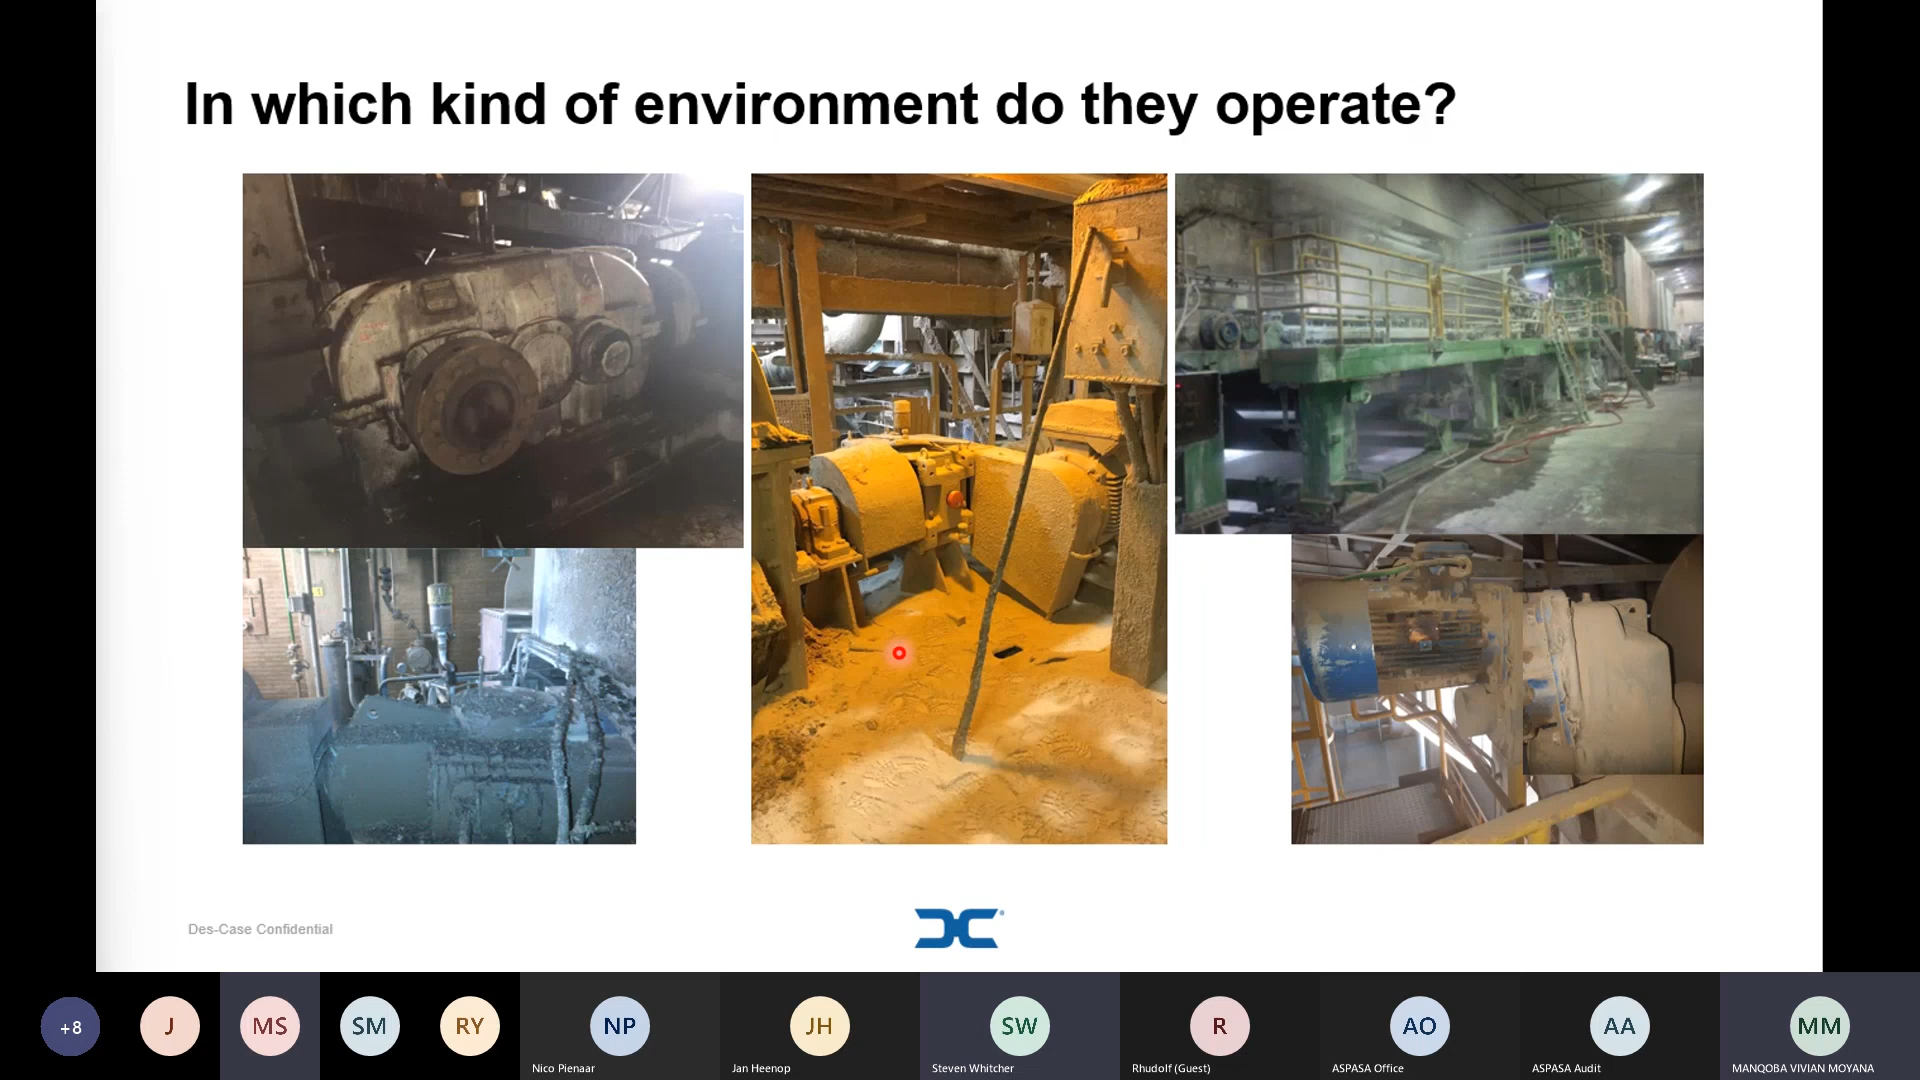 In which kind of environment do they operate?
Des-Case Confidential
+8
J
MS
SM
RY
NP
Nico Pienaar
JH
Jan Heenop
SW
Steven Whitcher
R
Rhudolf (Guest)
AO
ASPASA Office
AA
ASPASA Audit
MM
MANQOBA VIVIAN MOYANA